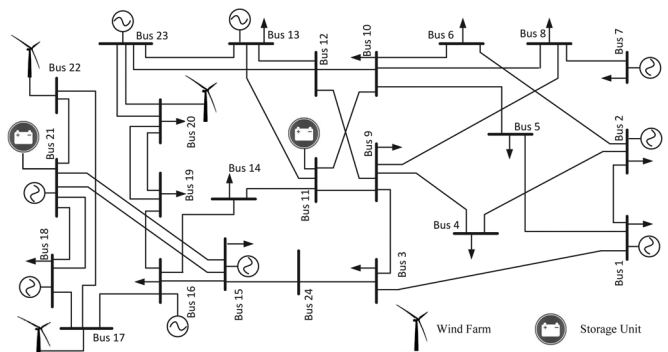 Bus 23
Bus 13
Bus 12
Bus 10
Bus 6
Bus 8
Bus 7
Bus 22
Bus 21
Bus 20
Bus 19
Bus 14
Bus 11
Bus 9
Bus 5
Bus 2
Bus 4
Bus 18
Bus 17
Bus 16
Bus 15
Bus 24
Bus 3
Bus 1
Wind Farm
Storage Unit